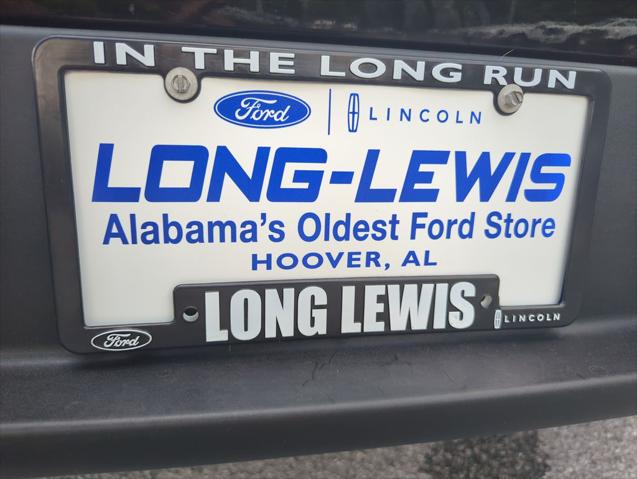 IN THE LONG RUN
Ford LINCOLN
LONG-LEWIS
Alabama's Oldest Ford Store
HOOVER, AL
LONG LEWIS
Ford LINCOLN